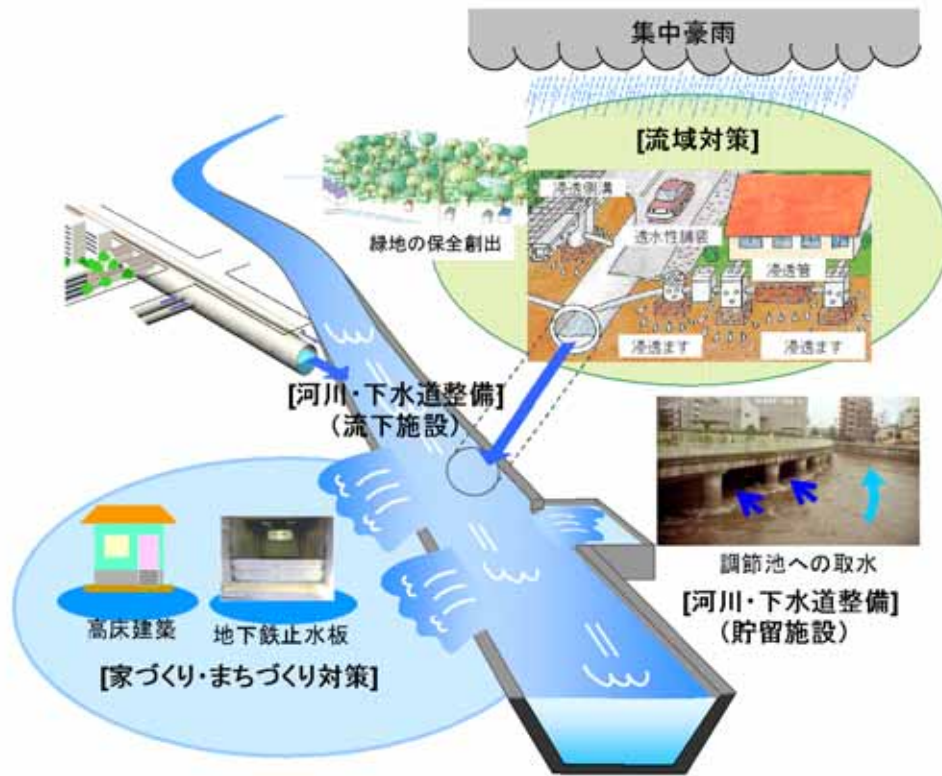 集中豪雨
[流域対策]
浸透側溝
透水性舗装
緑地の保全創出
浸透管
浸透ます
浸透ます
[河川・下水道整備]
(流下施設)
調節池への取水
[河川・下水道整備]
(貯留施設)
高床建築
地下鉄止水板
[家づくり・まちづくり対策]